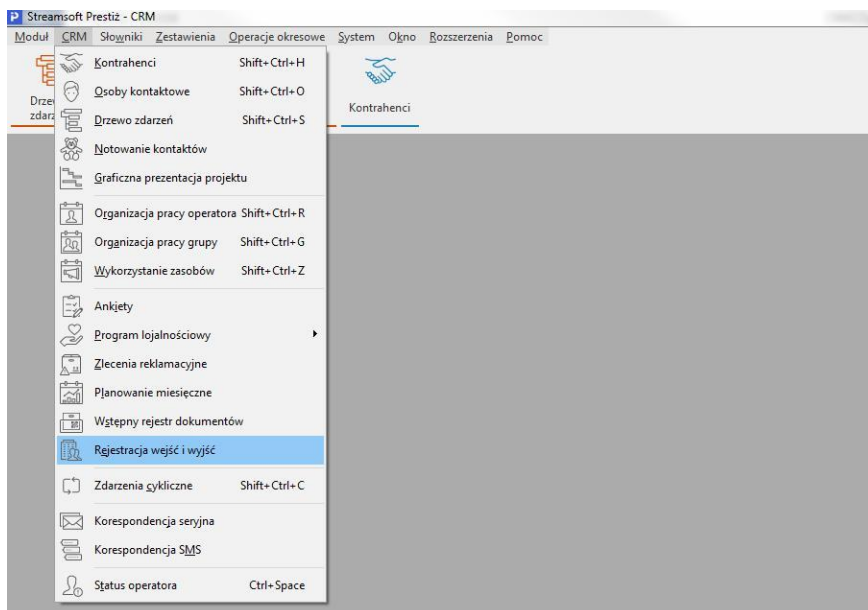 Streamsoft Prestiż - CRM
Moduł CRM Słowniki Zestawienia Operacje okresowe System Okno Rozszerzenia Pomoc
Kontrahenci Shift+Ctrl+H
Osoby kontaktowe Shift+Ctrl+O
Drzewo zdarzeń Shift+Ctrl+S
Notowanie kontaktów
Graficzna prezentacja projektu
Organizacja pracy operatora Shift+Ctrl+R
Organizacja pracy grupy Shift+Ctrl+G
Wykorzystanie zasobów Shift+Ctrl+Z
Ankiety
Program lojalnościowy
Zlecenia reklamacyjne
Planowanie miesięczne
Wstępny rejestr dokumentów
Rejestracja wejść i wyjść
Zdarzenia cykliczne Shift+Ctrl+C
Korespondencja seryjna
Korespondencja SMS
Status operatora Ctrl+Space
Kontrahenci